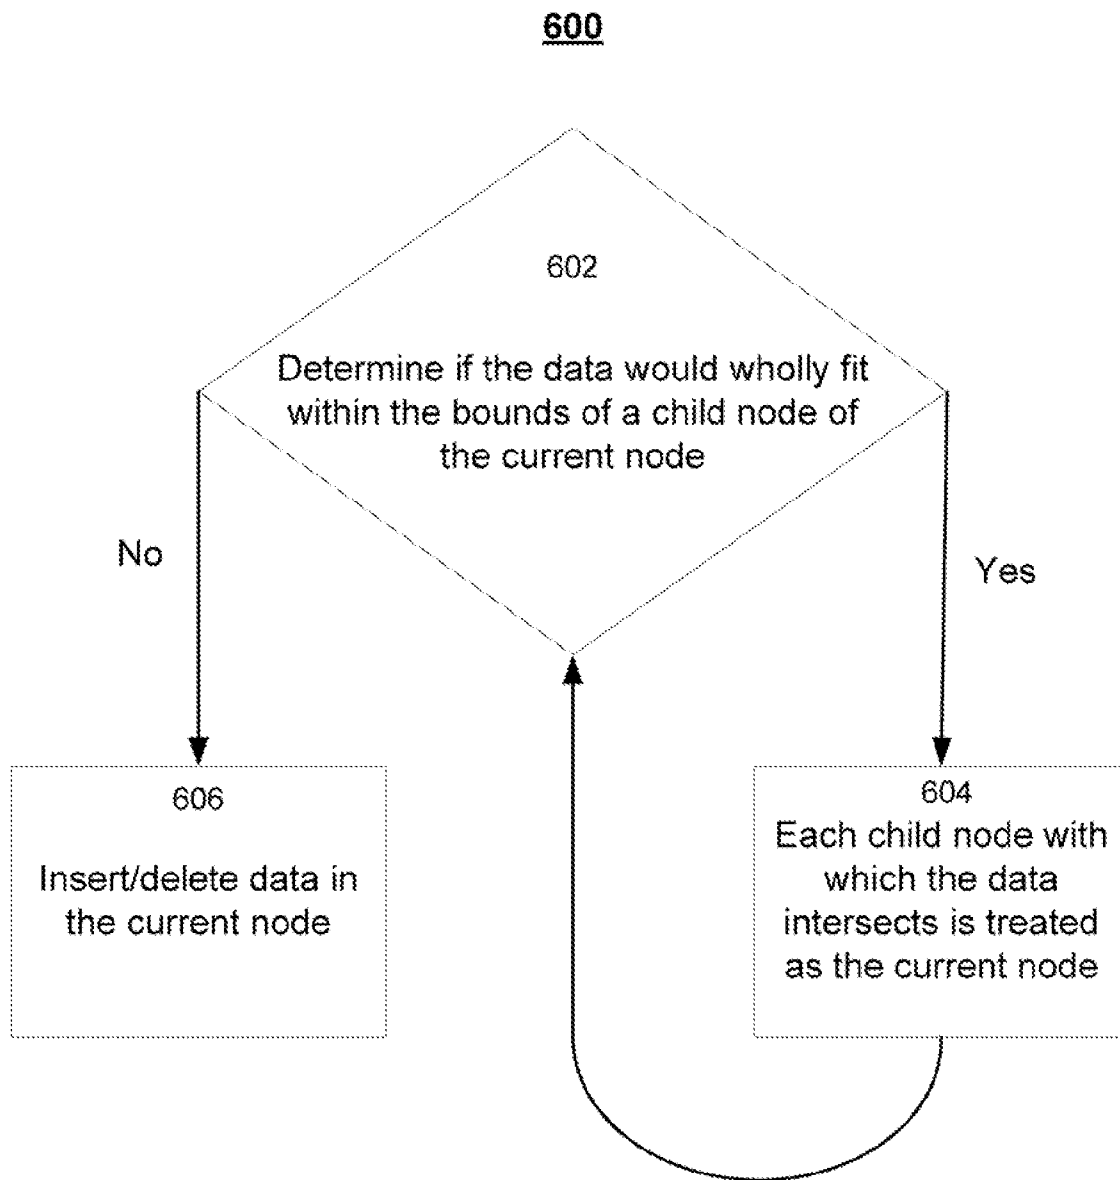 600
602
Determine if the data would wholly fit
within the bounds of a child node of
the current node
No
Yes
606
Insert/delete data in
the current node
604
Each child node with
which the data
intersects is treated
as the current node